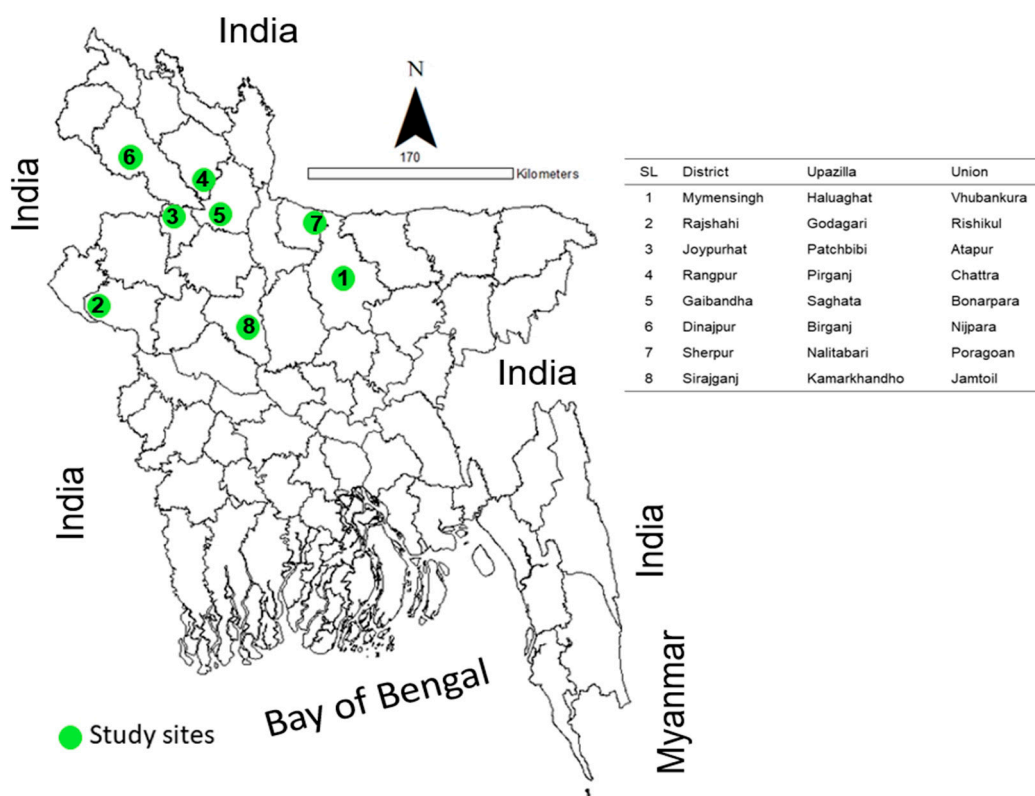 India
N
170
Kilometers
India
6
4
3
5
7
1
2
8
SL District Upazilla Union
1 Mymensingh Haluaghat Vhubankura
2 Rajshahi Godagari Rishikul
3 Joypurhat Patchbibi Atapur
4 Rangpur Pirganj Chattra
5 Gaibandha Saghata Bonarpara
6 Dinajpur Birganj Nijpara
7 Sherpur Nalitabari Poragoan
8 Sirajganj Kamarkhandho Jamtoil
India
India
India
Myanmar
Bay of Bengal
Study sites